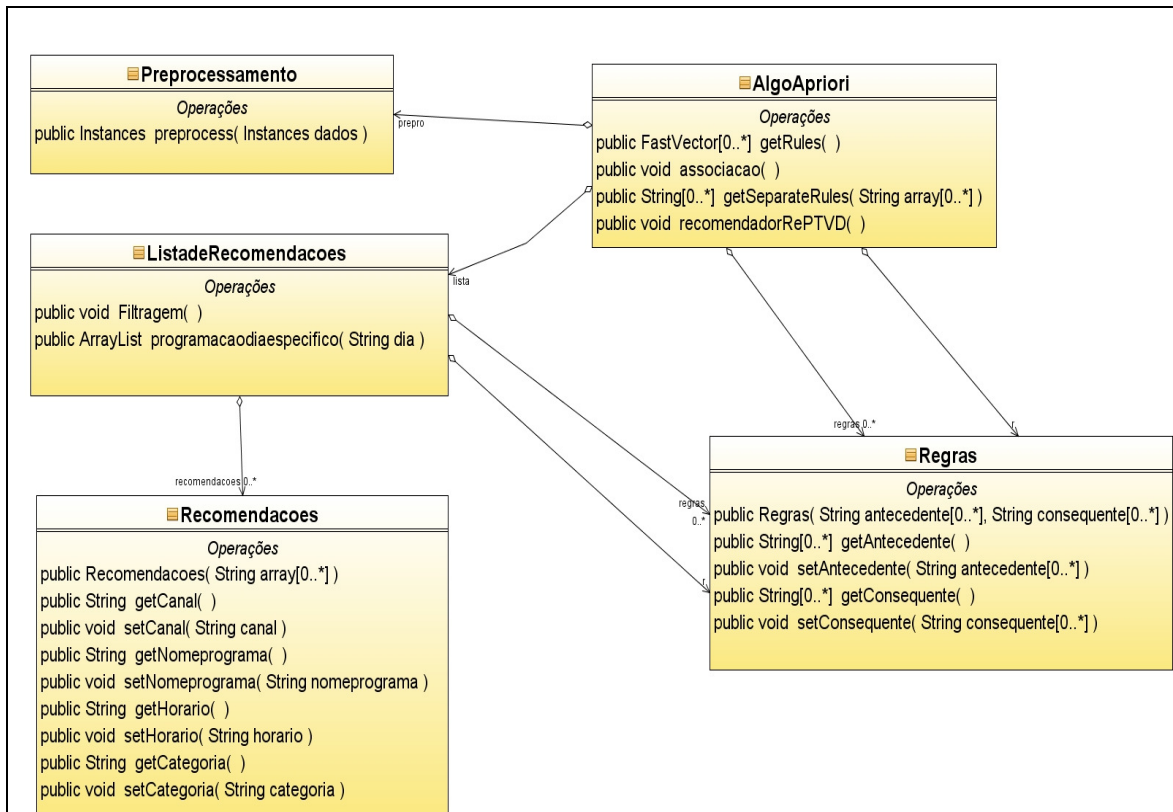 Preprocessamento
Operações
public Instances preprocess( Instances dados )
AlgoApriori
Operações
public FastVector[0..*] getRules( )
public void associacao( )
public String[0..*] getSeparateRules( String array[0..*] )
public void recomendadorRePTVD( )
prepro
ListadeRecomendacoes
Operações
public void Filtragem( )
public ArrayList programacaodiaespecifico( String dia )
lista
regras 0..*
r
regras
0..*
r
recomendacoes 0..*
Regras
Operações
public Regras( String antecedente[0..*], String consequente[0..*] )
public String[0..*] getAntecedente( )
public void setAntecedente( String antecedente[0..*] )
public String[0..*] getConsequente( )
public void setConsequente( String consequente[0..*] )
Recomendacoes
Operações
public Recomendacoes( String array[0..*] )
public String getCanal( )
public void setCanal( String canal )
public String getNomeprograma( )
public void setNomeprograma( String nomeprograma )
public String getHorario( )
public void setHorario( String horario )
public String getCategoria( )
public void setCategoria( String categoria )